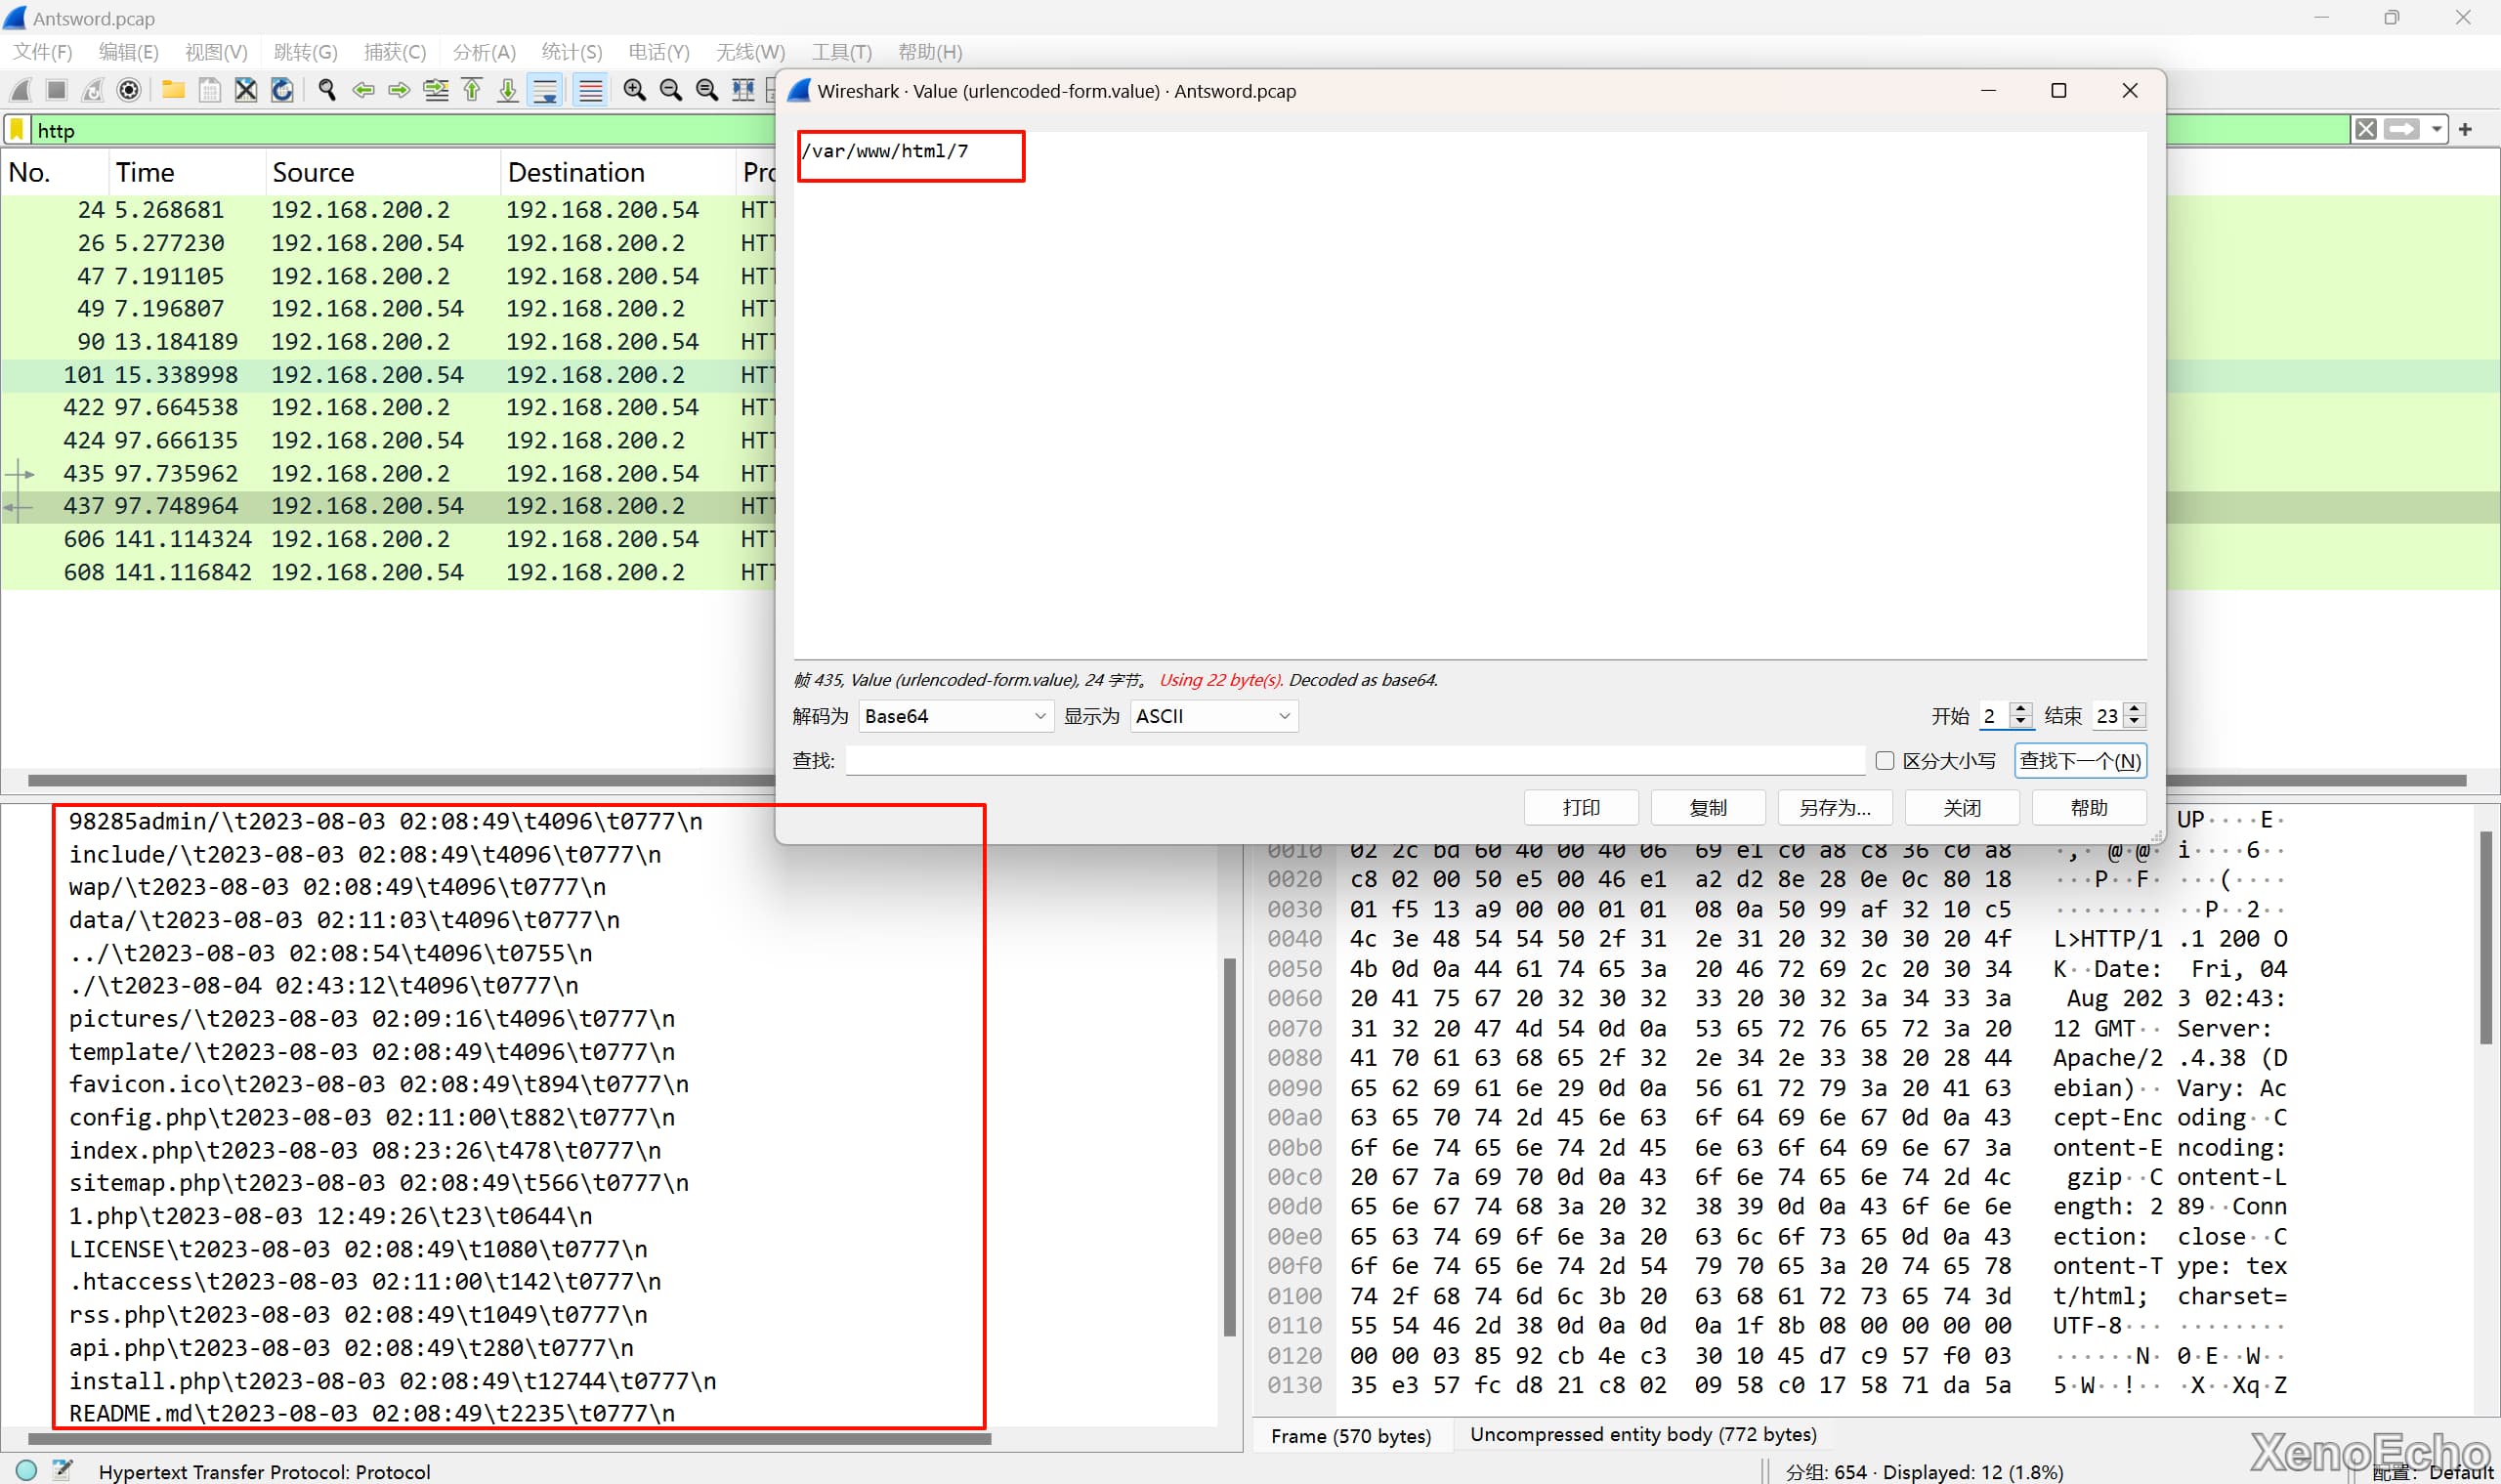 Antsword.pcap
文件(F) 编辑(E) 视图(V) 跳转(G) 捕获(C) 分析(A) 统计(S) 电话(Y) 无线(W) 工具(T) 帮助(H)
http
No. Time Source Destination
24 5.268681 192.168.200.2 192.168.200.54
26 5.277230 192.168.200.54 192.168.200.2
47 7.191105 192.168.200.2 192.168.200.54
49 7.196807 192.168.200.54 192.168.200.2
90 13.184189 192.168.200.2 192.168.200.54
101 15.338998 192.168.200.54 192.168.200.2
422 97.664538 192.168.200.2 192.168.200.54
424 97.666135 192.168.200.54 192.168.200.2
435 97.735962 192.168.200.2 192.168.200.54
437 97.748964 192.168.200.54 192.168.200.2
606 141.114324 192.168.200.2 192.168.200.54
608 141.116842 192.168.200.54 192.168.200.2
Wireshark · Value (urlencoded-form.value) · Antsword.pcap
/var/www/html/7
帧 435, Value (urlencoded-form.value), 24 字节。 Using 22 byte(s). Decoded as base64.
解码为 Base64 显示为 ASCII 开始 2 结束 23
查找: 区分大小写 查找下一个(N)
打印 复制 另存为... 关闭 帮助
98285admin/\t2023-08-03 02:08:49\t4096\t0777\n
include/\t2023-08-03 02:08:49\t4096\t0777\n
wap/\t2023-08-03 02:08:49\t4096\t0777\n
data/\t2023-08-03 02:11:03\t4096\t0777\n
../\t2023-08-03 02:08:54\t4096\t0755\n
./\t2023-08-04 02:43:12\t4096\t0777\n
pictures/\t2023-08-03 02:09:16\t4096\t0777\n
template/\t2023-08-03 02:08:49\t4096\t0777\n
favicon.ico\t2023-08-03 02:08:49\t894\t0777\n
config.php\t2023-08-03 02:11:00\t882\t0777\n
index.php\t2023-08-03 08:23:26\t478\t0777\n
sitemap.php\t2023-08-03 02:08:49\t566\t0777\n
1.php\t2023-08-03 12:49:26\t23\t0644\n
LICENSE\t2023-08-03 02:08:49\t1080\t0777\n
.htaccess\t2023-08-03 02:11:00\t142\t0777\n
rss.php\t2023-08-03 02:08:49\t1049\t0777\n
api.php\t2023-08-03 02:08:49\t280\t0777\n
install.php\t2023-08-03 02:08:49\t12744\t0777\n
README.md\t2023-08-03 02:08:49\t2235\t0777\n
UP····E·
0010 02 2c bd 60 40 00 40 06 69 e1 c0 a8 c8 36 c0 a8 ·,·@·@· i····6··
0020 c8 02 00 50 e5 00 46 e1 a2 d2 8e 28 0e 0c 80 18 ···P··F· ···(····
0030 01 f5 13 a9 00 00 01 01 08 0a 50 99 af 32 10 c5 ········ ··P··2··
0040 4c 3e 48 54 54 50 2f 31 2e 31 20 32 30 30 20 4f L>HTTP/1 .1 200 O
0050 4b 0d 0a 44 61 74 65 3a 20 46 72 69 2c 20 30 34 K··Date: Fri, 04
0060 20 41 75 67 20 32 30 32 33 20 30 32 3a 34 33 3a Aug 202 3 02:43:
0070 31 32 20 47 4d 54 0d 0a 53 65 72 76 65 72 3a 20 12 GMT·· Server:
0080 41 70 61 63 68 65 2f 32 2e 34 2e 33 38 20 28 44 Apache/2 .4.38 (D
0090 65 62 69 61 6e 29 0d 0a 56 61 72 79 3a 20 41 63 ebian)·· Vary: Ac
00a0 63 65 70 74 2d 45 6e 63 6f 64 69 6e 67 0d 0a 43 cept-Enc oding··C
00b0 6f 6e 74 65 6e 74 2d 45 6e 63 6f 64 69 6e 67 3a ontent-E ncoding:
00c0 20 67 7a 69 70 0d 0a 43 6f 6e 74 65 6e 74 2d 4c gzip··C ontent-L
00d0 65 6e 67 74 68 3a 20 32 38 39 0d 0a 43 6f 6e 6e ength: 2 89··Conn
00e0 65 63 74 69 6f 6e 3a 20 63 6c 6f 73 65 0d 0a 43 ection: close··C
00f0 6f 6e 74 65 6e 74 2d 54 79 70 65 3a 20 74 65 78 ontent-T ype: tex
0100 74 2f 68 74 6d 6c 3b 20 63 68 61 72 73 65 74 3d t/html; charset=
0110 55 54 46 2d 38 0d 0a 0d 0a 1f 8b 08 00 00 00 00 UTF-8··· ········
0120 00 00 03 85 92 cb 4e c3 30 10 45 d7 c9 57 f0 03 ······N· 0·E··W··
0130 35 e3 57 fc d8 21 c8 02 09 58 c0 17 58 71 da 5a 5·W··!·· ·X··Xq·Z
Frame (570 bytes) Uncompressed entity body (772 bytes)
Hypertext Transfer Protocol: Protocol
分组: 654 · Displayed: 12 (1.8%)
配置: Default
XenoEcho